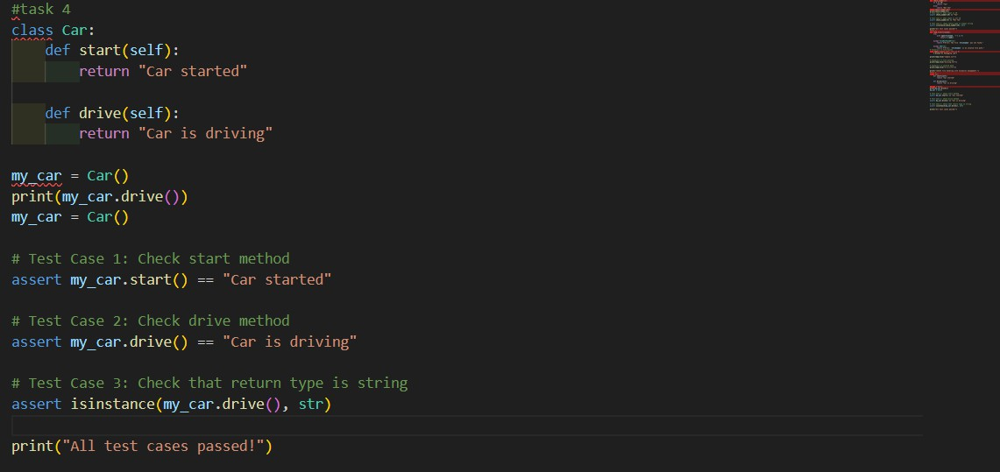 #task 4
class Car:
    def start(self):
        return "Car started"

    def drive(self):
        return "Car is driving"

my_car = Car()
print(my_car.drive())
my_car = Car()

# Test Case 1: Check start method
assert my_car.start() == "Car started"

# Test Case 2: Check drive method
assert my_car.drive() == "Car is driving"

# Test Case 3: Check that return type is string
assert isinstance(my_car.drive(), str)

print("All test cases passed!")